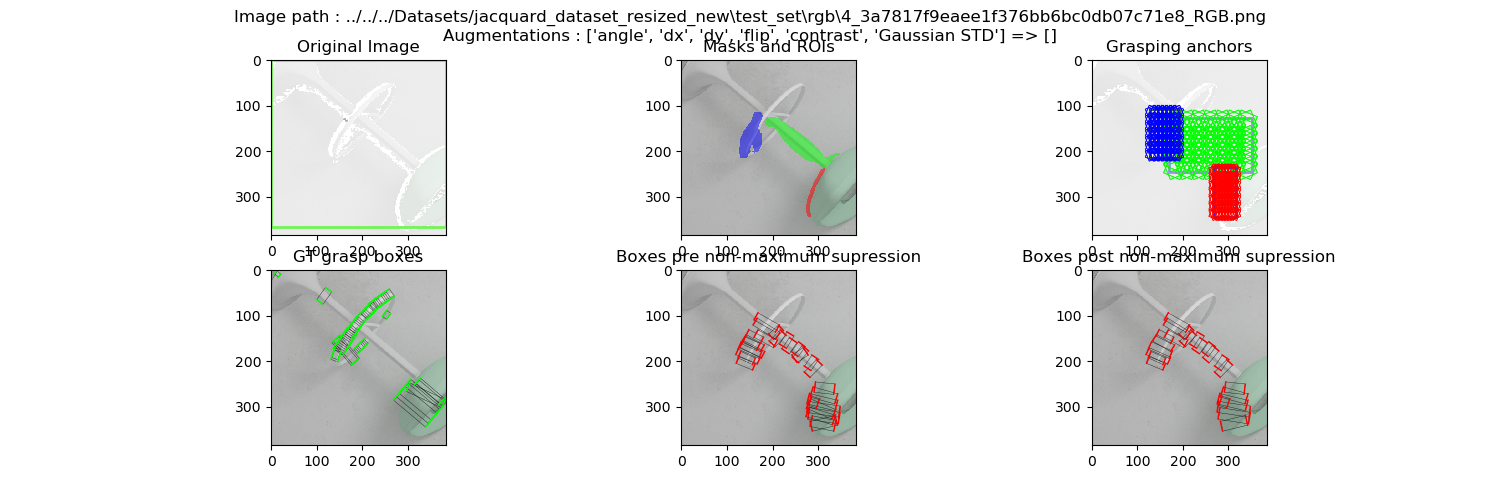 Image path : ../../../Datasets/jacquard_dataset_resized_new\test_set\rgb\4_3a7817f9eaee1f376bb6bc0db07c71e8_RGB.png
Augmentations : ['angle', 'dx', 'dy', 'flip', 'contrast', 'Gaussian STD'] => []
Original Image
Masks and ROIs
Grasping anchors
0
100
200
300
0 100 200 300
0
100
200
300
0 100 200 300
0
100
200
300
0 100 200 300
GT grasp boxes
Boxes pre non-maximum supression
Boxes post non-maximum supression
0
100
200
300
0 100 200 300
0
100
200
300
0 100 200 300
0
100
200
300
0 100 200 300